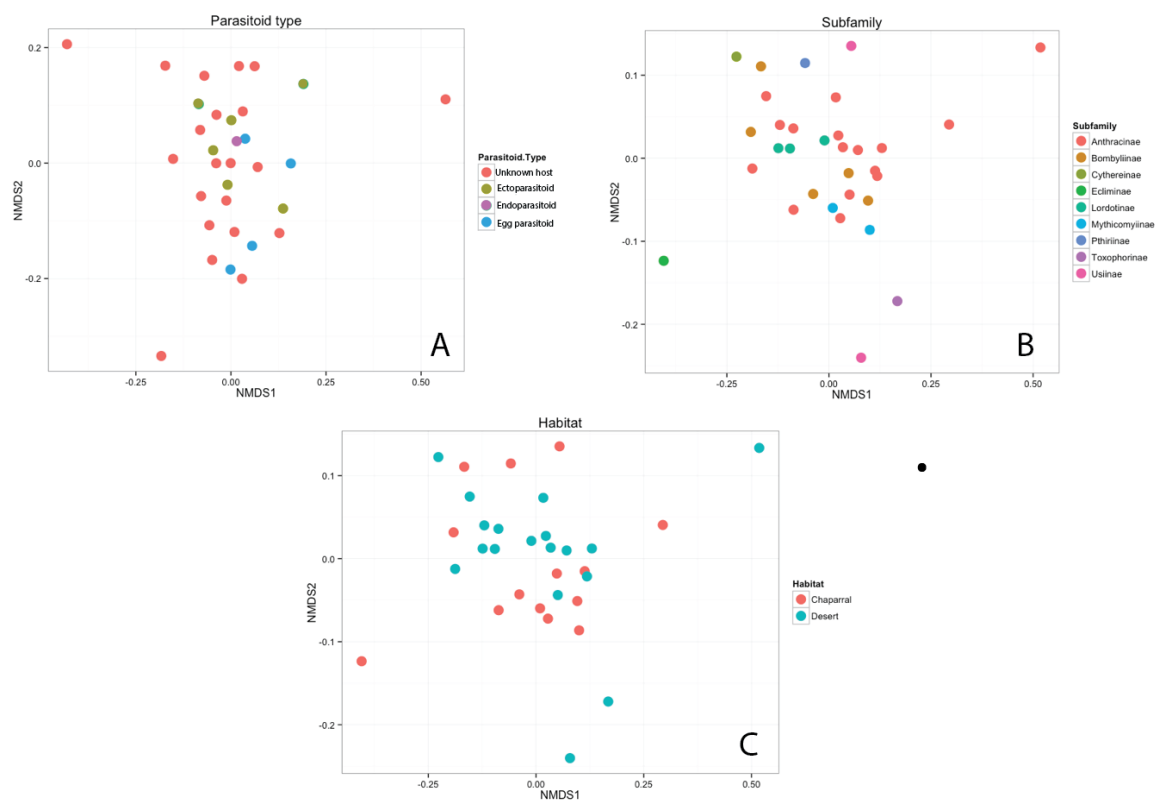 Parasitoid type
0.2
0.0
-0.2
NMDS2
-0.25
0.00
0.25
0.50
NMDS1
A
Parasitoid.Type
Unknown host
Ectoparasitoid
Endoparasitoid
Egg parasitoid
Subfamily
0.1
0.0
-0.1
-0.2
NMDS2
-0.25
0.00
0.25
0.50
NMDS1
B
Subfamily
Anthracinae
Bombyliinae
Cythereinae
Ecliminae
Lordotinae
Mythicomyiinae
Pthiriinae
Toxophorinae
Usiinae
Habitat
0.1
0.0
-0.1
-0.2
NMDS2
-0.25
0.00
0.25
0.50
NMDS1
C
Habitat
Chaparral
Desert